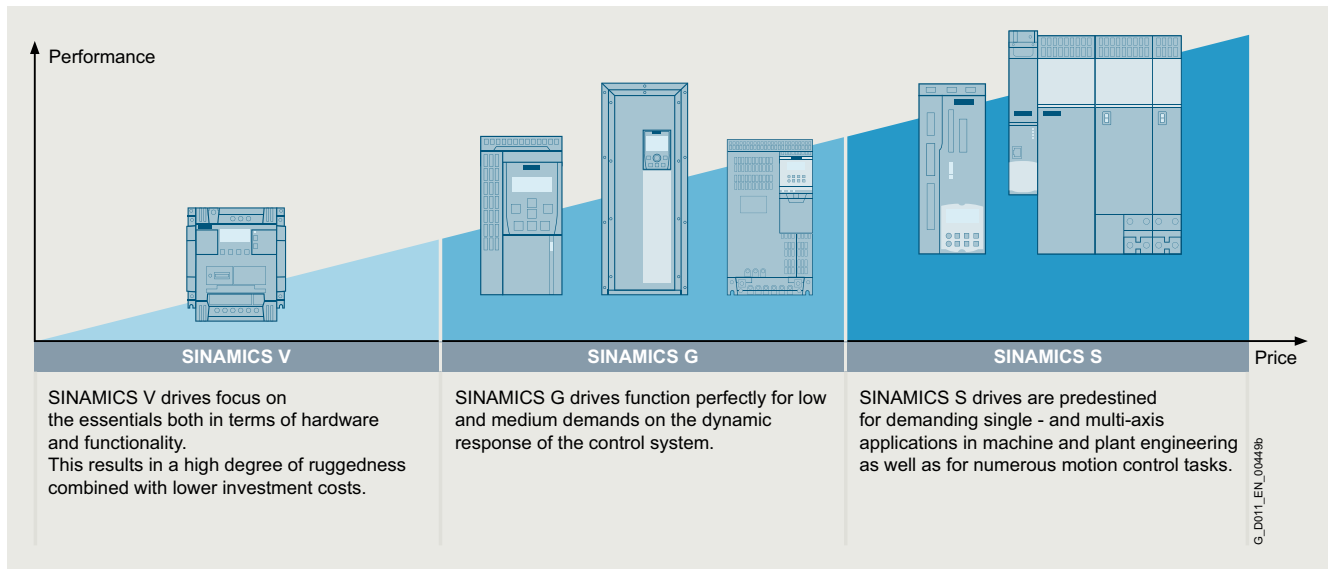 Performance
SINAMICS V
SINAMICS G
SINAMICS S
Price
SINAMICS V drives focus on
the essentials both in terms of hardware
and functionality.
This results in a high degree of ruggedness
combined with lower investment costs.
SINAMICS G drives function perfectly for low
and medium demands on the dynamic
response of the control system.
SINAMICS S drives are predestined
for demanding single - and multi-axis
applications in machine and plant engineering
as well as for numerous motion control tasks.
G_D011_EN_00449b